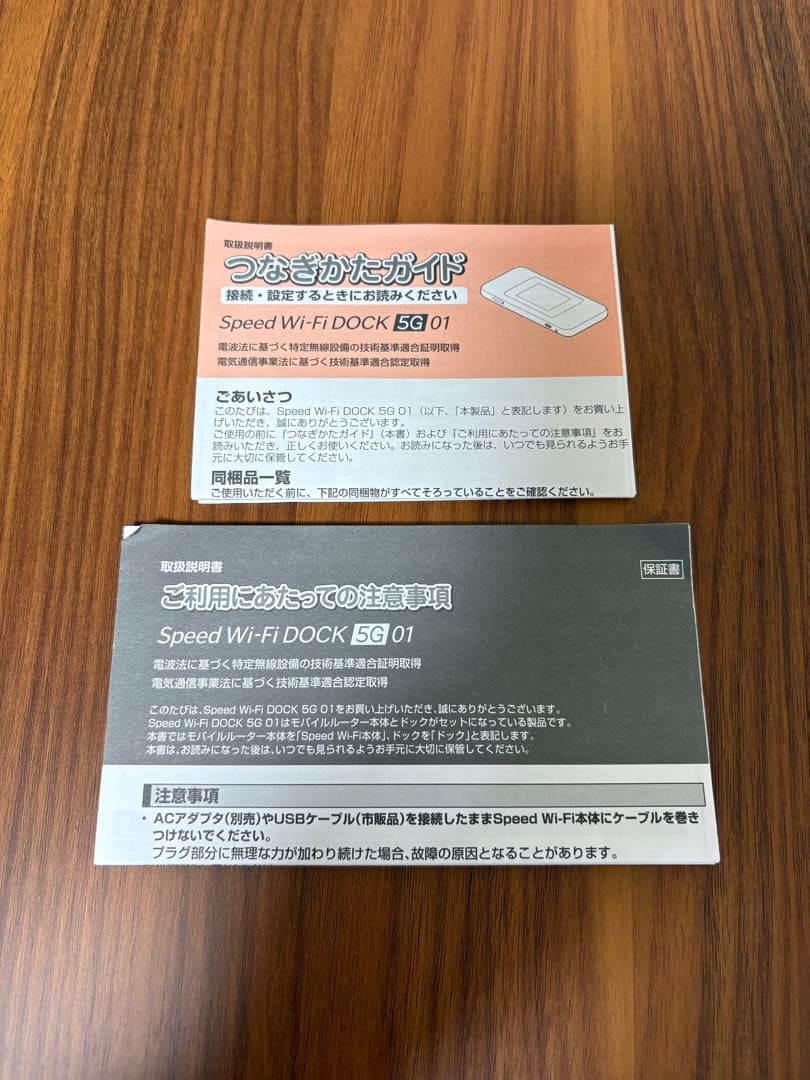 取扱説明書
つなぎかたガイド
接続・設定するときにお読みください
Speed Wi-Fi DOCK 5G 01
電波法に基づく特定無線設備の技術基準適合証明取得
電気通信事業法に基づく技術基準適合認定取得
ごあいさつ
このたびは、Speed Wi-Fi DOCK 5G 01（以下、「本製品」と表記します）をお買い上
げいただき、誠にありがとうございます。
ご使用の前に『つなぎかたガイド』（本書）および『ご利用にあたっての注意事項』をお
読みいただき、正しくお使いください。お読みになった後は、いつでも見られるようお手
元に大切に保管してください。
同梱品一覧
ご使用いただく前に、下記の同梱物がすべてそろっていることをご確認ください。
取扱説明書
保証書
ご利用にあたっての注意事項
Speed Wi-Fi DOCK 5G 01
電波法に基づく特定無線設備の技術基準適合証明取得
電気通信事業法に基づく技術基準適合認定取得
このたびは、Speed Wi-Fi DOCK 5G 01をお買い上げいただき、誠にありがとうございます。
Speed Wi-Fi DOCK 5G 01はモバイルルーター本体とドックがセットになっている製品です。
本書ではモバイルルーター本体を「Speed Wi-Fi本体」、ドックを「ドック」と表記します。
本書は、お読みになった後は、いつでも見られるようお手元に大切に保管してください。
注意事項
・ACアダプタ（別売）やUSBケーブル（市販品）を接続したままSpeed Wi-Fi本体にケーブルを巻き
つけないでください。
プラグ部分に無理な力が加わり続けた場合、故障の原因となることがあります。